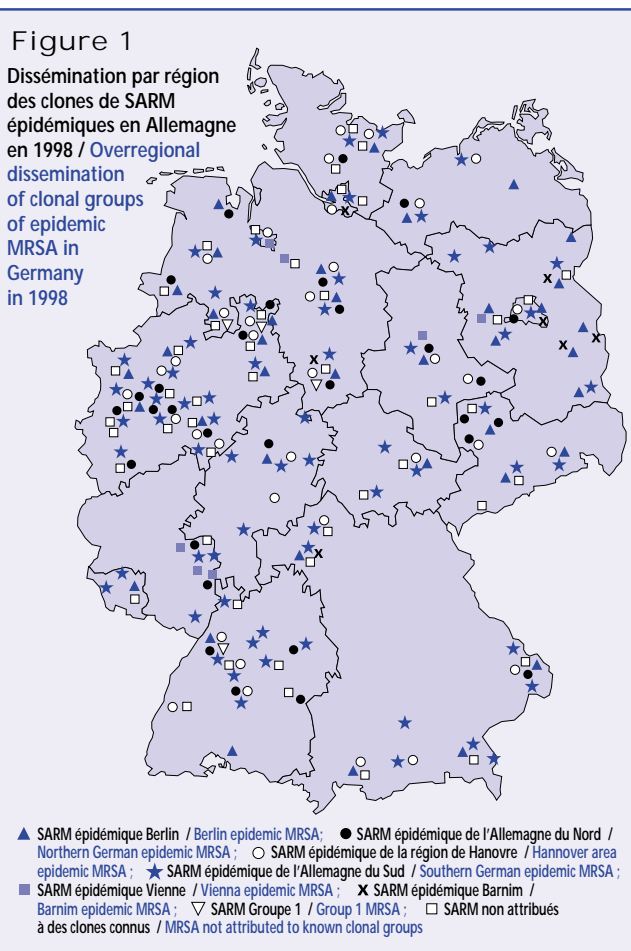 Figure 1
Dissémination par région
des clones de SARM
épidémiques en Allemagne
en 1998 / Overregional
dissemination
of clonal groups
of epidemic
MRSA in
Germany
in 1998
SARM épidémique Berlin / Berlin epidemic MRSA; SARM épidémique de l'Allemagne du Nord /
Northern German epidemic MRSA ; SARM épidémique de la région de Hanovre / Hannover area
epidemic MRSA ; SARM épidémique de l'Allemagne du Sud / Southern German epidemic MRSA ;
SARM épidémique Vienne / Vienna epidemic MRSA ; x SARM épidémique Barnim /
Barnim epidemic MRSA ; SARM Groupe 1 / Group 1 MRSA ; SARM non attribués
à des clones connus / MRSA not attributed to known clonal groups